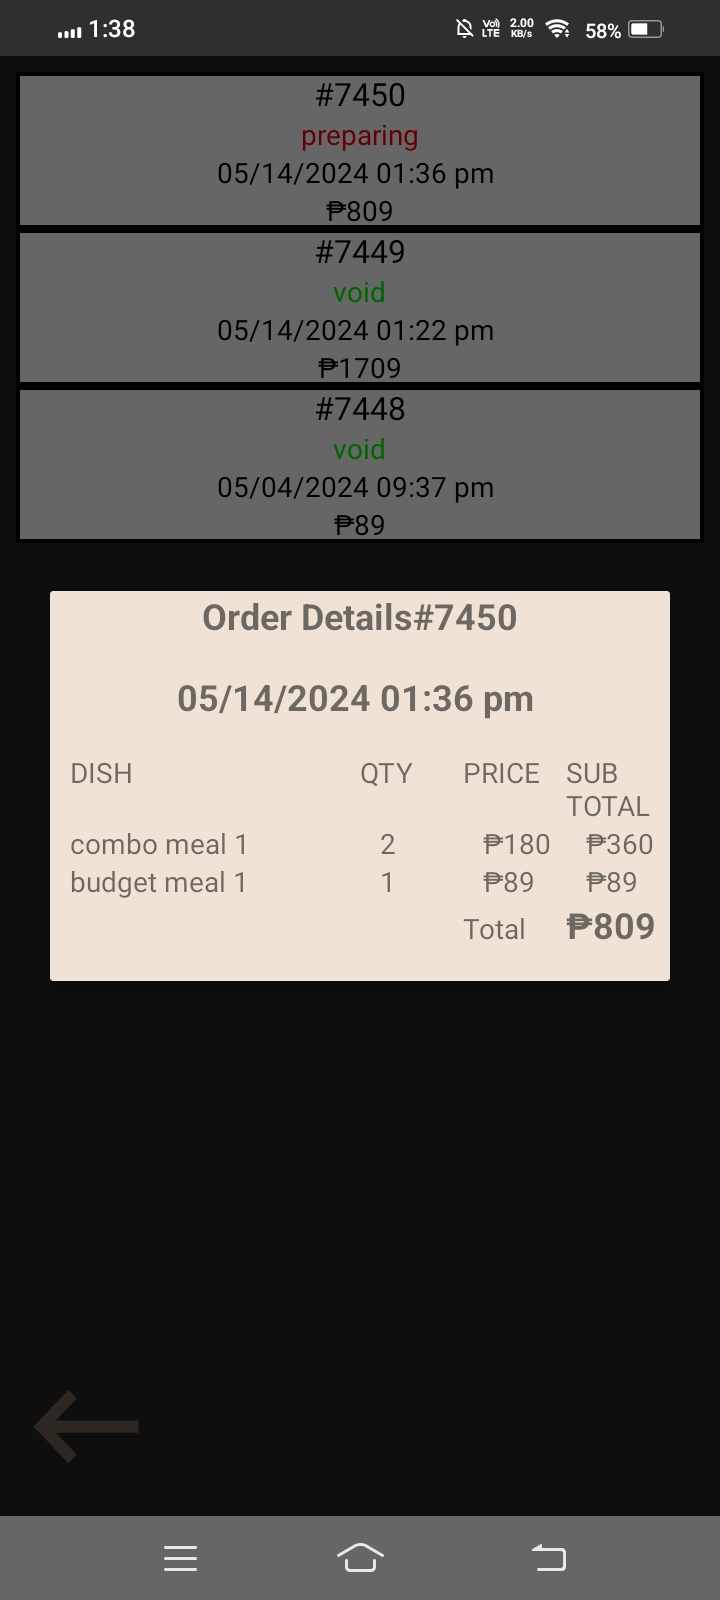 1:38 VoLTE 2.00 KB/s 58%
#7450
preparing
05/14/2024 01:36 pm
₱809
#7449
void
05/14/2024 01:22 pm
₱1709
#7448
void
05/04/2024 09:37 pm
₱89
Order Details#7450
05/14/2024 01:36 pm
DISH QTY PRICE SUB
TOTAL
combo meal 1 2 ₱180 ₱360
budget meal 1 1 ₱89 ₱89
Total ₱809